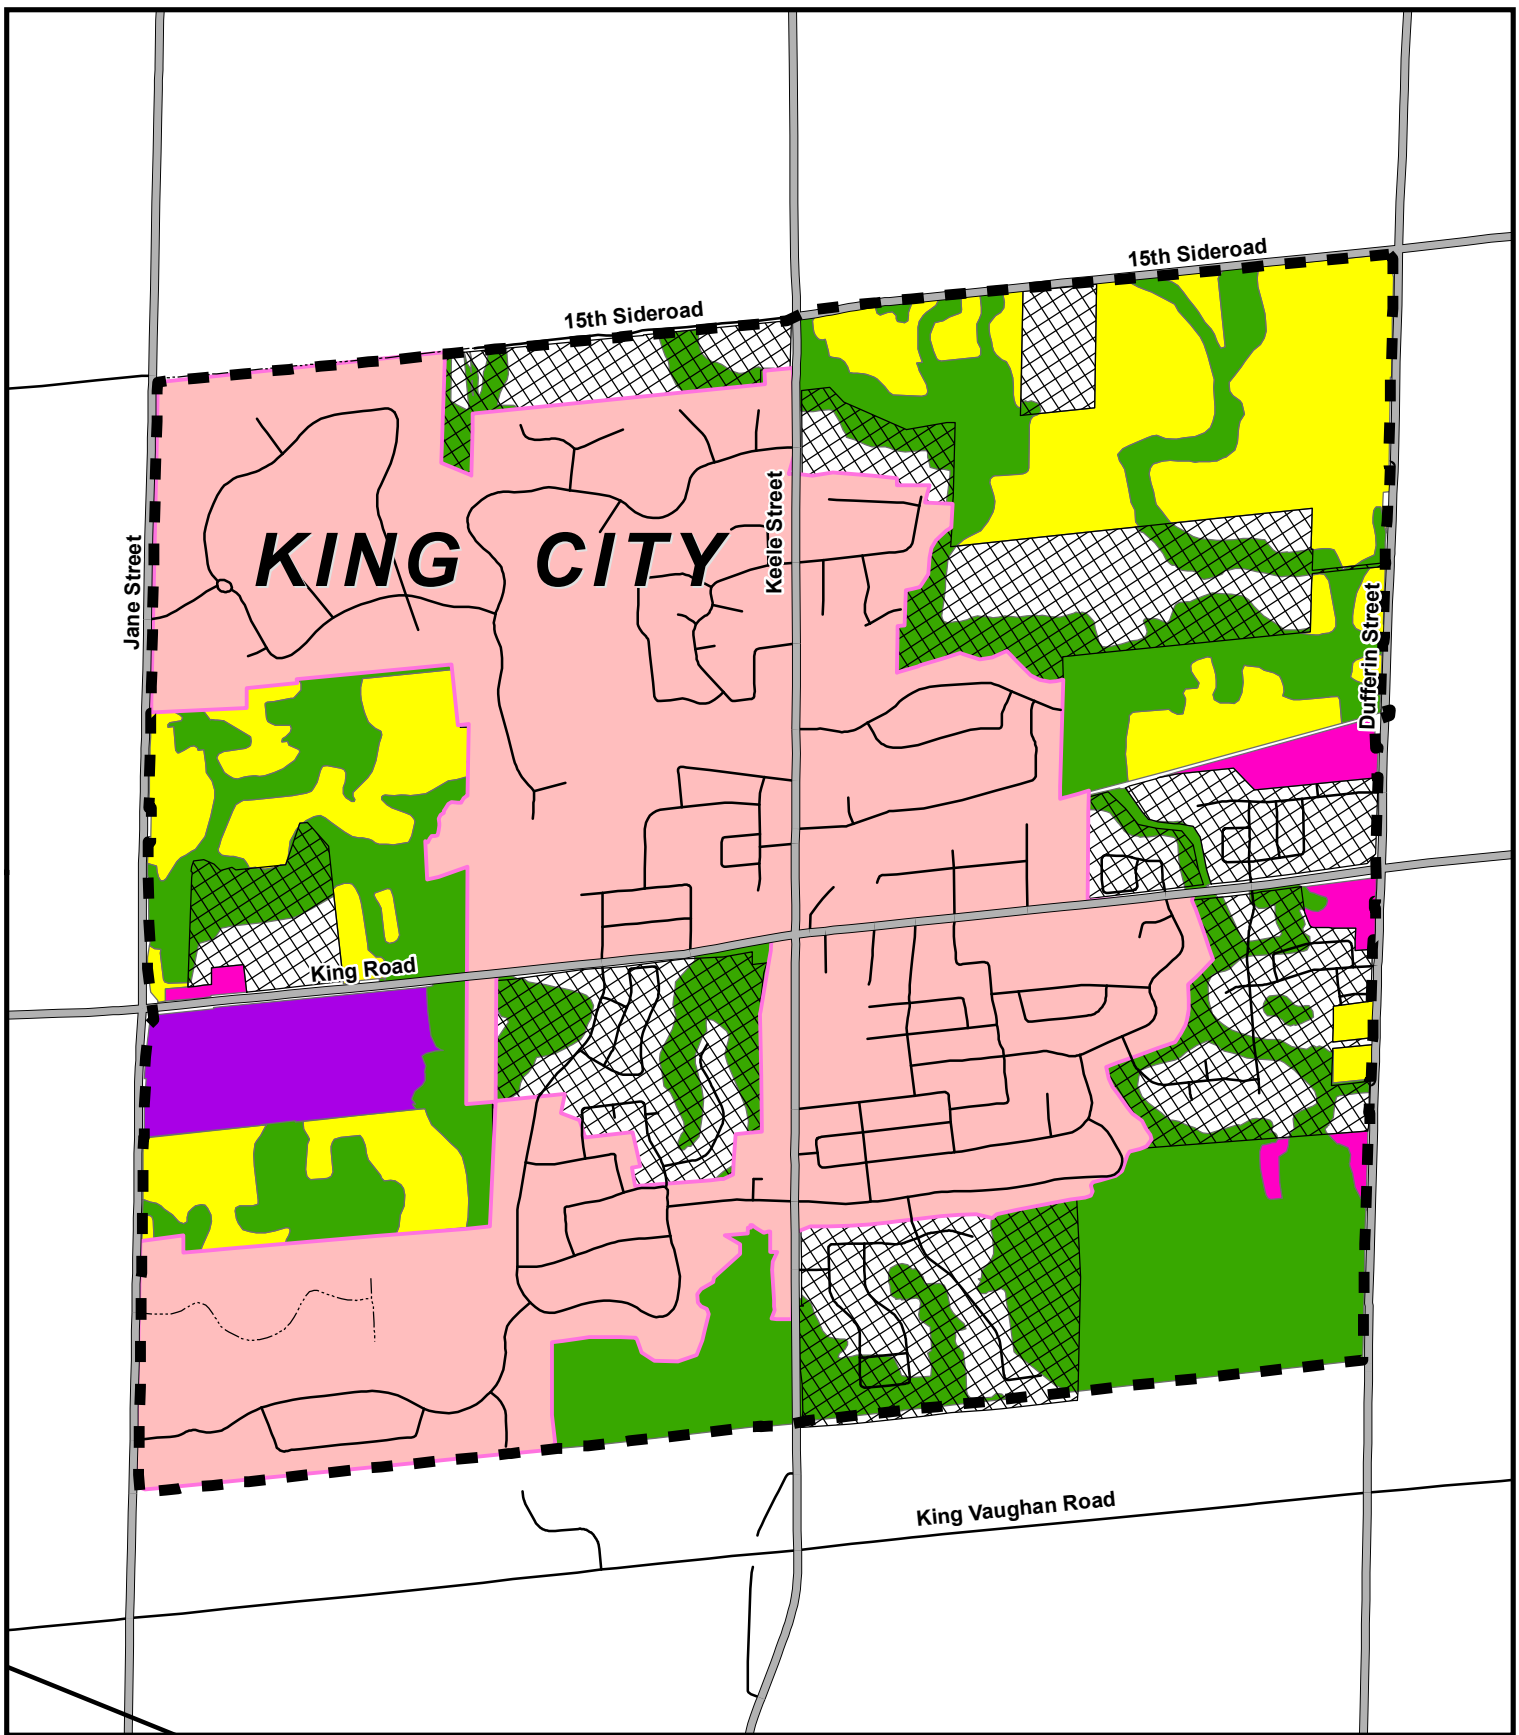 15th Sideroad
15th Sideroad
KING CITY
Keele Street
Jane Street
Dufferin Street
King Road
King Vaughan Road